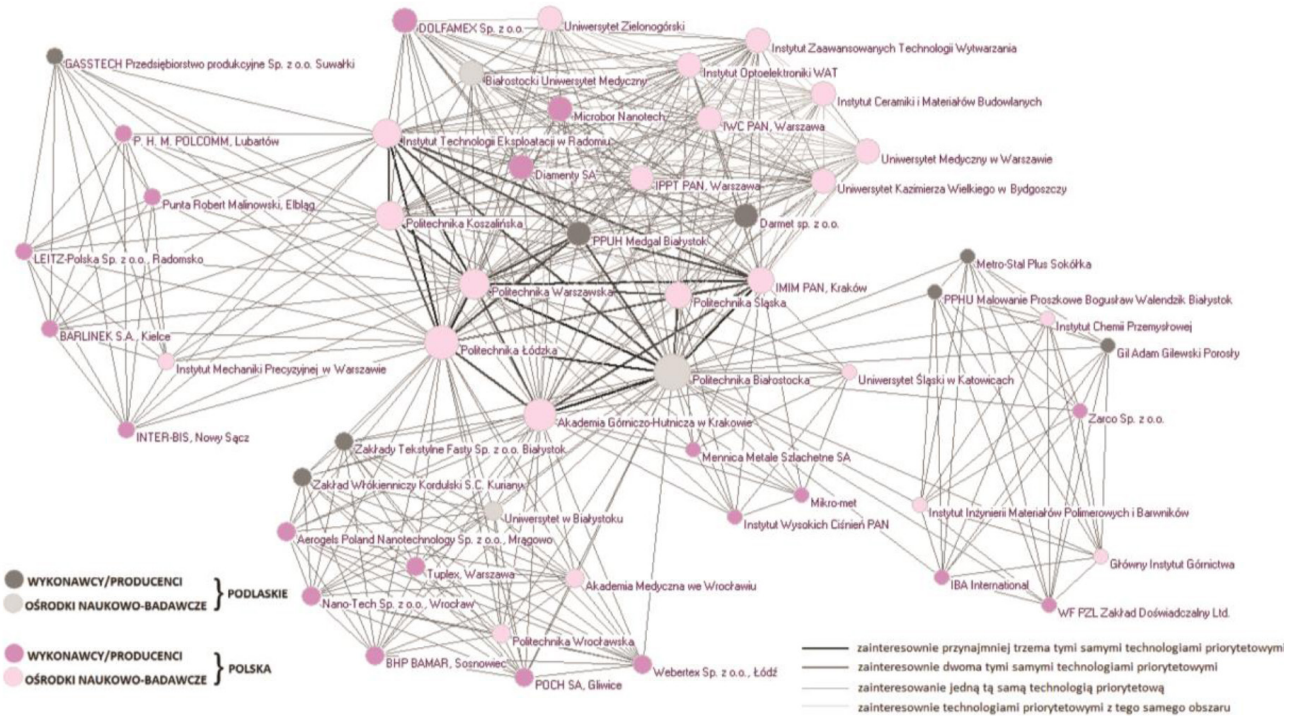 DOLFAMEX Sp. z o.o.
Uniwersytet Zielonogórski
Instytut Zaawansowanych Technologii Wytwarzania
GASSTECH Przedsiębiorstwo produkcyjne Sp. z o.o. Suwałki
Instytut Optoelektroniki WAT
Białostocki Uniwersytet Medyczny
Instytut Ceramiki i Materiałów Budowlanych
Microbor Nanotech
IWC PAN, Warszawa
P. H. M. POLCOMM, Lubartów
Instytut Technologii Eksploatacji w Radomiu
Uniwersytet Medyczny w Warszawie
Diamenty SA
IPPT PAN, Warszawa
Uniwersytet Kazimierza Wielkiego w Bydgoszczy
Punta Robert Malinowski, Elbląg
Politechnika Koszalińska
Darmet sp. z o.o.
PPUH Medgal Białystok
LEITZ-Polska Sp. z o.o., Radomsko
Metro-Stal Plus Sokółka
Politechnika Warszawska
IMIM PAN, Kraków
Politechnika Śląska
PPHU Malowanie Proszkowe Bogusław Walendzik Białystok
Instytut Chemii Przemysłowej
BARLINEK S.A., Kielce
Politechnika Łódzka
Gil Adam Gilewski Porosły
Instytut Mechaniki Precyzyjnej w Warszawie
Politechnika Białostocka
Uniwersytet Śląski w Katowicach
Zarco Sp. z o.o.
Akademia Górniczo-Hutnicza w Krakowie
INTER-BIS, Nowy Sącz
Zakłady Tekstylne Fasty Sp. z o.o. Białystok
Mennica Metale Szlachetne SA
Zakład Włókienniczy Kordulski S.C. Kuriany
Mikro-met
Uniwersytet w Białymstoku
Instytut Wysokich Ciśnień PAN
Instytut Inżynierii Materiałów Polimerowych i Barwników
Aerogels Poland Nanotechnology Sp. z o.o., Mrągowo
Tuplex, Warszawa
Akademia Medyczna we Wrocławiu
Główny Instytut Górnictwa
IBA International
Nano-Tech Sp. z o.o., Wrocław
WF PZL Zakład Doświadczalny Ltd.
Politechnika Wrocławska
BHP BAMAR, Sosnowiec
Webertex Sp. z o.o., Łódź
POCH SA, Gliwice
WYKONAWCY/PRODUCENCI
OŚRODKI NAUKOWO-BADAWCZE
PODLASKIE
WYKONAWCY/PRODUCENCI
OŚRODKI NAUKOWO-BADAWCZE
POLSKA
zainteresownie przynajmniej trzema tymi samymi technologiami priorytetowymi
zainteresownie dwoma tymi samymi technologiami priorytetowymi
zainteresowanie jedną tą samą technologią priorytetową
zainteresownie technologiami priorytetowymi z tego samego obszaru